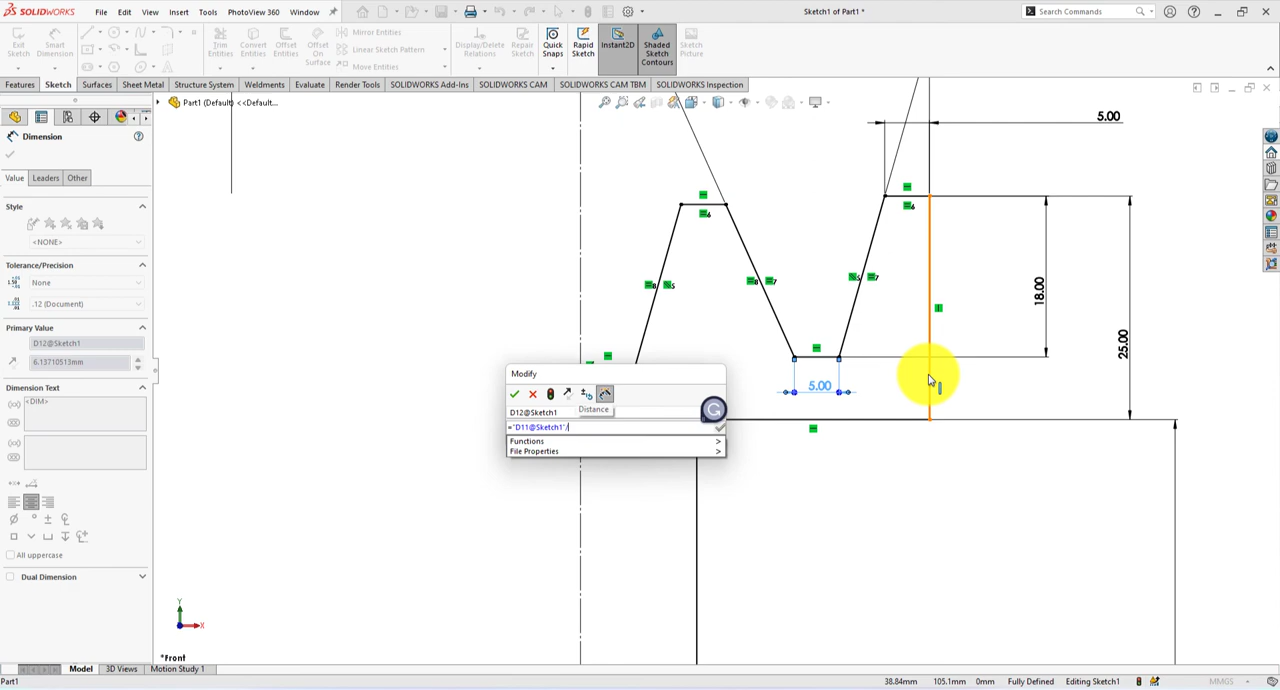 SOLIDWORKS File Edit View Insert Tools PhotoView 360 Window Sketch1 of Part1 * Search Commands
Exit Sketch Smart Dimension Trim Entities Convert Entities Offset Entities Offset On Surface Mirror Entities Linear Sketch Pattern Move Entities Display/Delete Relations Repair Sketch Quick Snaps Rapid Sketch Instant2D Shaded Sketch Contours Sketch Picture
Features Sketch Surfaces Sheet Metal Structure System Weldments Evaluate Render Tools SOLIDWORKS Add-Ins SOLIDWORKS CAM SOLIDWORKS CAM TBM SOLIDWORKS Inspection
Part1 (Default) <<Default...
Dimension
Value Leaders Other
Style
<NONE>
Tolerance/Precision
None
.12 (Document)
Primary Value
D12@Sketch1
6.13710513mm
Dimension Text
<DIM>
All uppercase
Dual Dimension
5.00
18.00
25.00
5.00
Modify
Distance
D12@Sketch1
="D11@Sketch1"/
Functions >
File Properties >
Y
X
*Front
Model 3D Views Motion Study 1
Part1 38.84mm 105.1mm 0mm Fully Defined Editing Sketch1 MMGS